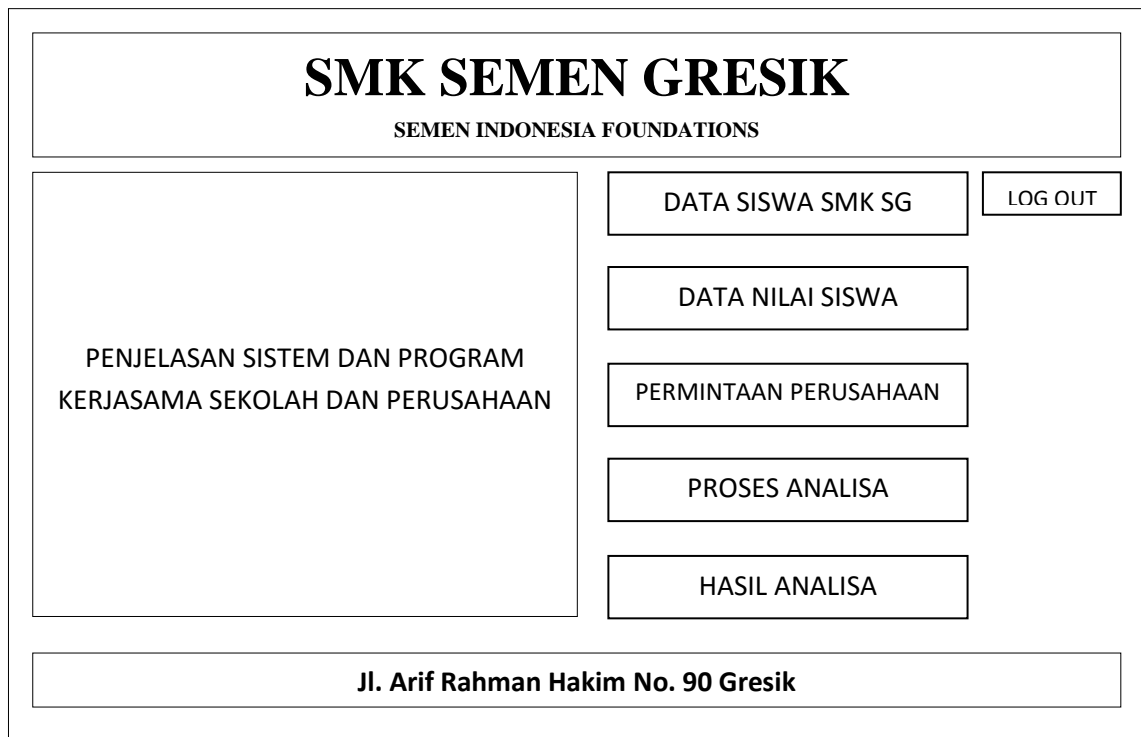 SMK SEMEN GRESIK
SEMEN INDONESIA FOUNDATIONS
PENJELASAN SISTEM DAN PROGRAM
KERJASAMA SEKOLAH DAN PERUSAHAAN
DATA SISWA SMK SG
LOG OUT
DATA NILAI SISWA
PERMINTAAN PERUSAHAAN
PROSES ANALISA
HASIL ANALISA
Jl. Arif Rahman Hakim No. 90 Gresik